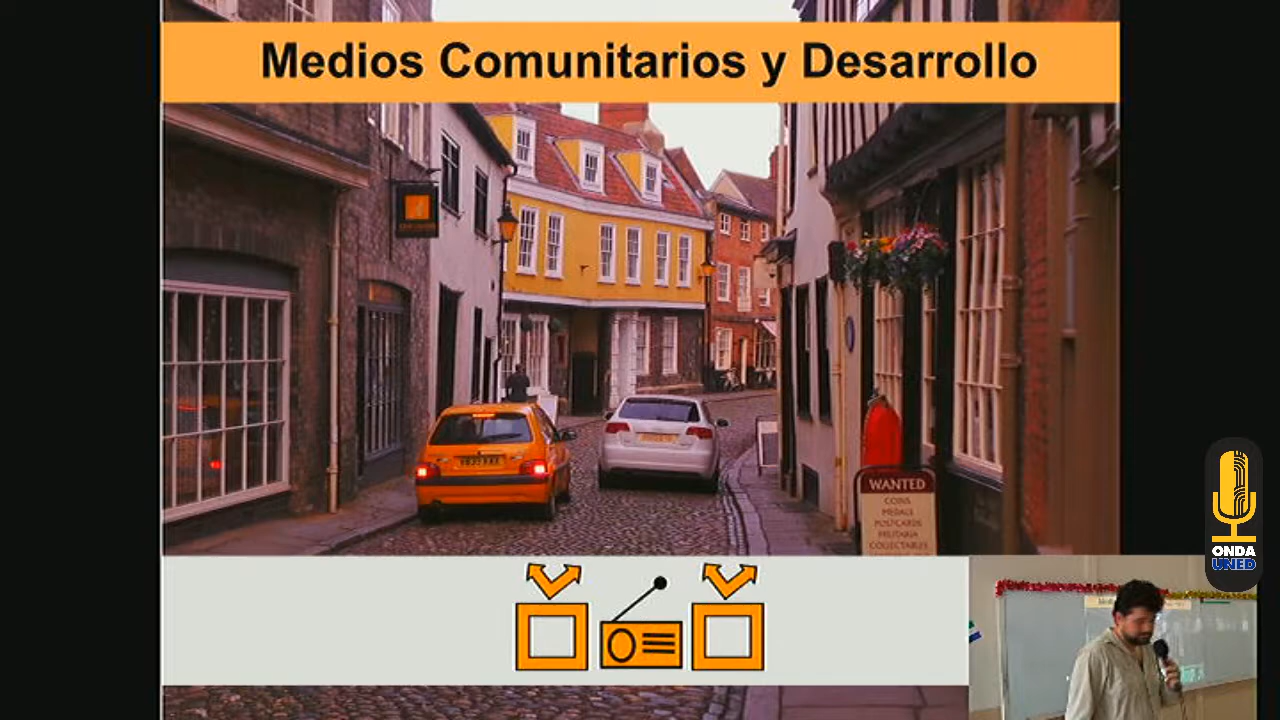 Medios Comunitarios y Desarrollo
WANTED
COINS
MEDALS
POSTCARDS
MILITARIA
COLLECTABLES
ONDA
UNED